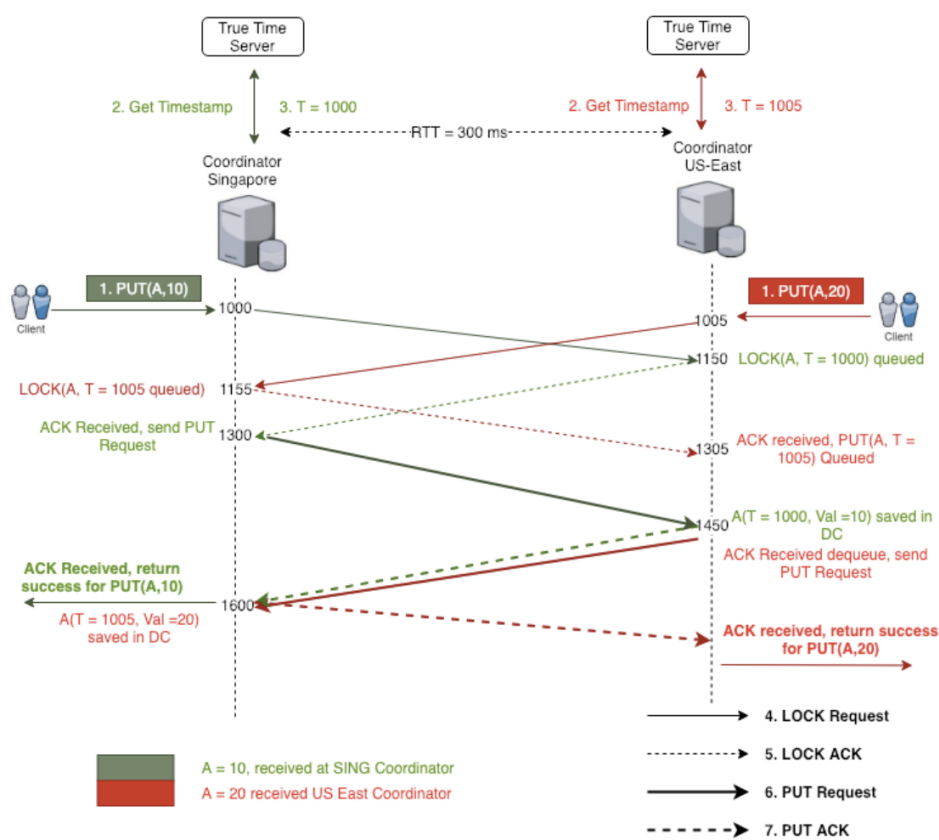 True Time
Server
True Time
Server
2. Get Timestamp
3. T = 1000
2. Get Timestamp
3. T = 1005
RTT = 300 ms
Coordinator
Singapore
Coordinator
US-East
1. PUT(A,10)
1. PUT(A,20)
Client
1000
1005
Client
1150
LOCK(A, T = 1000) queued
LOCK(A, T = 1005 queued)
1155
ACK Received, send PUT
Request
1300
1305
ACK received, PUT(A, T =
1005) Queued
1450
A(T = 1000, Val =10) saved in
DC
ACK Received dequeue, send
PUT Request
ACK Received, return
success for PUT(A,10)
1600
A(T = 1005, Val =20)
saved in DC
ACK received, return success
for PUT(A,20)
4. LOCK Request
5. LOCK ACK
6. PUT Request
7. PUT ACK
A = 10, received at SING Coordinator
A = 20 received US East Coordinator